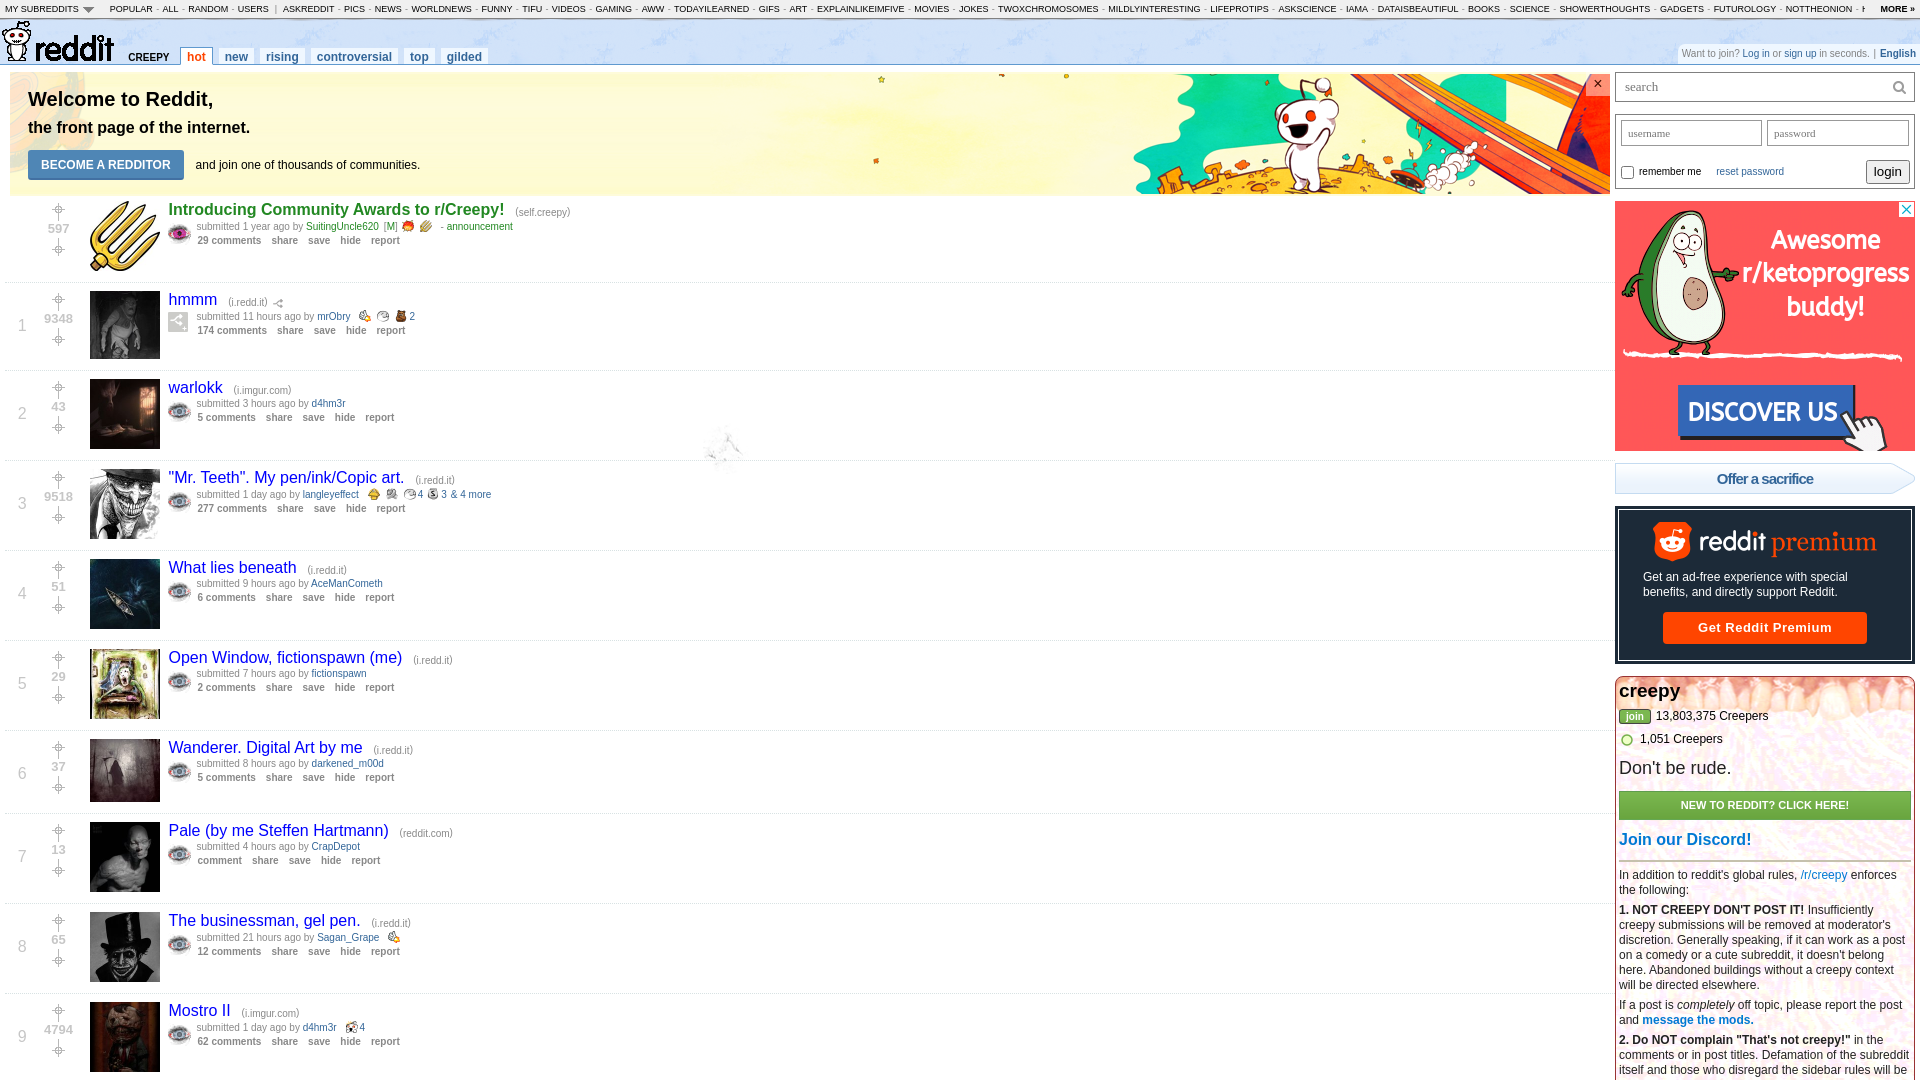 MY SUBREDDITS POPULAR - ALL - RANDOM - USERS | ASKREDDIT - PICS - NEWS - WORLDNEWS - FUNNY - TIFU - VIDEOS - GAMING - AWW - TODAYILEARNED - GIFS - ART - EXPLAINLIKEIMFIVE - MOVIES - JOKES - TWOXCHROMOSOMES - MILDLYINTERESTING - LIFEPROTIPS - ASKSCIENCE - IAMA - DATAISBEAUTIFUL - BOOKS - SCIENCE - SHOWERTHOUGHTS - GADGETS - FUTUROLOGY - NOTTHEONION - MORE »
reddit CREEPY hot new rising controversial top gilded
Want to join? Log in or sign up in seconds. | English
Welcome to Reddit,
the front page of the internet.
BECOME A REDDITOR and join one of thousands of communities.
×
597
Introducing Community Awards to r/Creepy! (self.creepy)
submitted 1 year ago by SuitingUncle620 [M] - announcement
29 comments share save hide report
1
9348
hmmm (i.redd.it)
submitted 11 hours ago by mrObry 2
174 comments share save hide report
2
43
warlokk (i.imgur.com)
submitted 3 hours ago by d4hm3r
5 comments share save hide report
3
9518
"Mr. Teeth". My pen/ink/Copic art. (i.redd.it)
submitted 1 day ago by langleyeffect 4 3 & 4 more
277 comments share save hide report
4
51
What lies beneath (i.redd.it)
submitted 9 hours ago by AceManCometh
6 comments share save hide report
5
29
Open Window, fictionspawn (me) (i.redd.it)
submitted 7 hours ago by fictionspawn
2 comments share save hide report
6
37
Wanderer. Digital Art by me (i.redd.it)
submitted 8 hours ago by darkened_m00d
5 comments share save hide report
7
13
Pale (by me Steffen Hartmann) (reddit.com)
submitted 4 hours ago by CrapDepot
comment share save hide report
8
65
The businessman, gel pen. (i.redd.it)
submitted 21 hours ago by Sagan_Grape
12 comments share save hide report
9
4794
Mostro II (i.imgur.com)
submitted 1 day ago by d4hm3r 4
62 comments share save hide report
search
username password
remember me reset password login
Awesome
r/ketoprogress
buddy!
DISCOVER US
Offer a sacrifice
reddit premium
Get an ad-free experience with special
benefits, and directly support Reddit.
Get Reddit Premium
creepy
join 13,803,375 Creepers
1,051 Creepers
Don't be rude.
NEW TO REDDIT? CLICK HERE!
Join our Discord!
In addition to reddit's global rules, /r/creepy enforces
the following:
1. NOT CREEPY DON'T POST IT! Insufficiently
creepy submissions will be removed at moderator's
discretion. Generally speaking, if it can work as a post
on a comedy or a cute subreddit, it doesn't belong
here. Abandoned buildings without a creepy context
will be directed elsewhere.
If a post is completely off topic, please report the post
and message the mods.
2. Do NOT complain "That's not creepy!" in the
comments or in post titles. Defamation of the subreddit
itself and those who disregard the sidebar rules will be